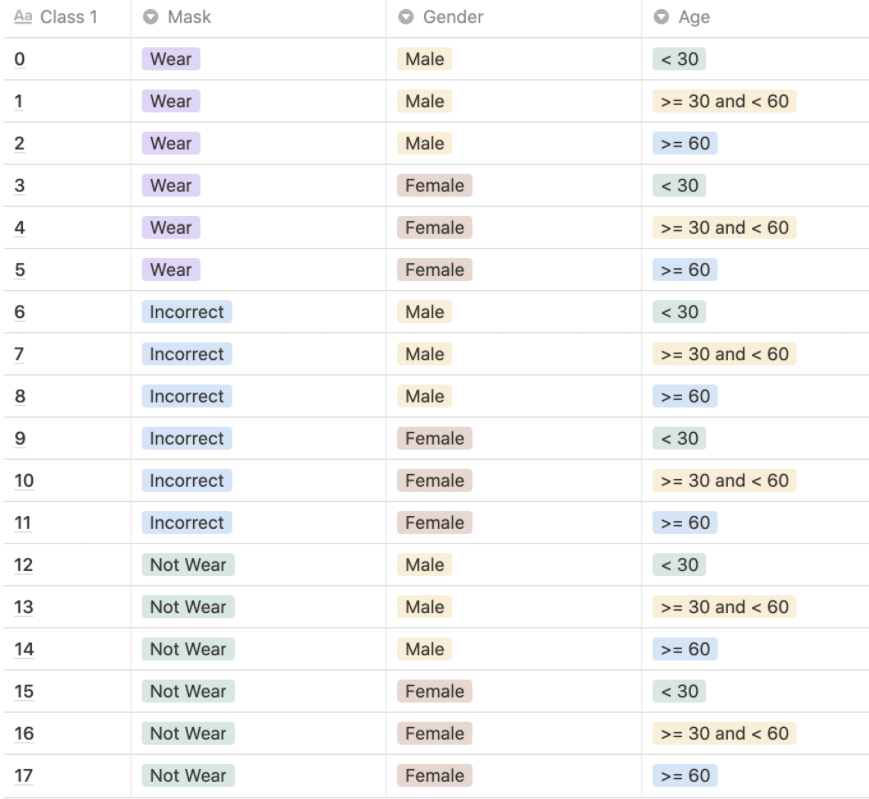 Aa Class 1 Mask Gender Age
0 Wear Male < 30
1 Wear Male >= 30 and < 60
2 Wear Male >= 60
3 Wear Female < 30
4 Wear Female >= 30 and < 60
5 Wear Female >= 60
6 Incorrect Male < 30
7 Incorrect Male >= 30 and < 60
8 Incorrect Male >= 60
9 Incorrect Female < 30
10 Incorrect Female >= 30 and < 60
11 Incorrect Female >= 60
12 Not Wear Male < 30
13 Not Wear Male >= 30 and < 60
14 Not Wear Male >= 60
15 Not Wear Female < 30
16 Not Wear Female >= 30 and < 60
17 Not Wear Female >= 60